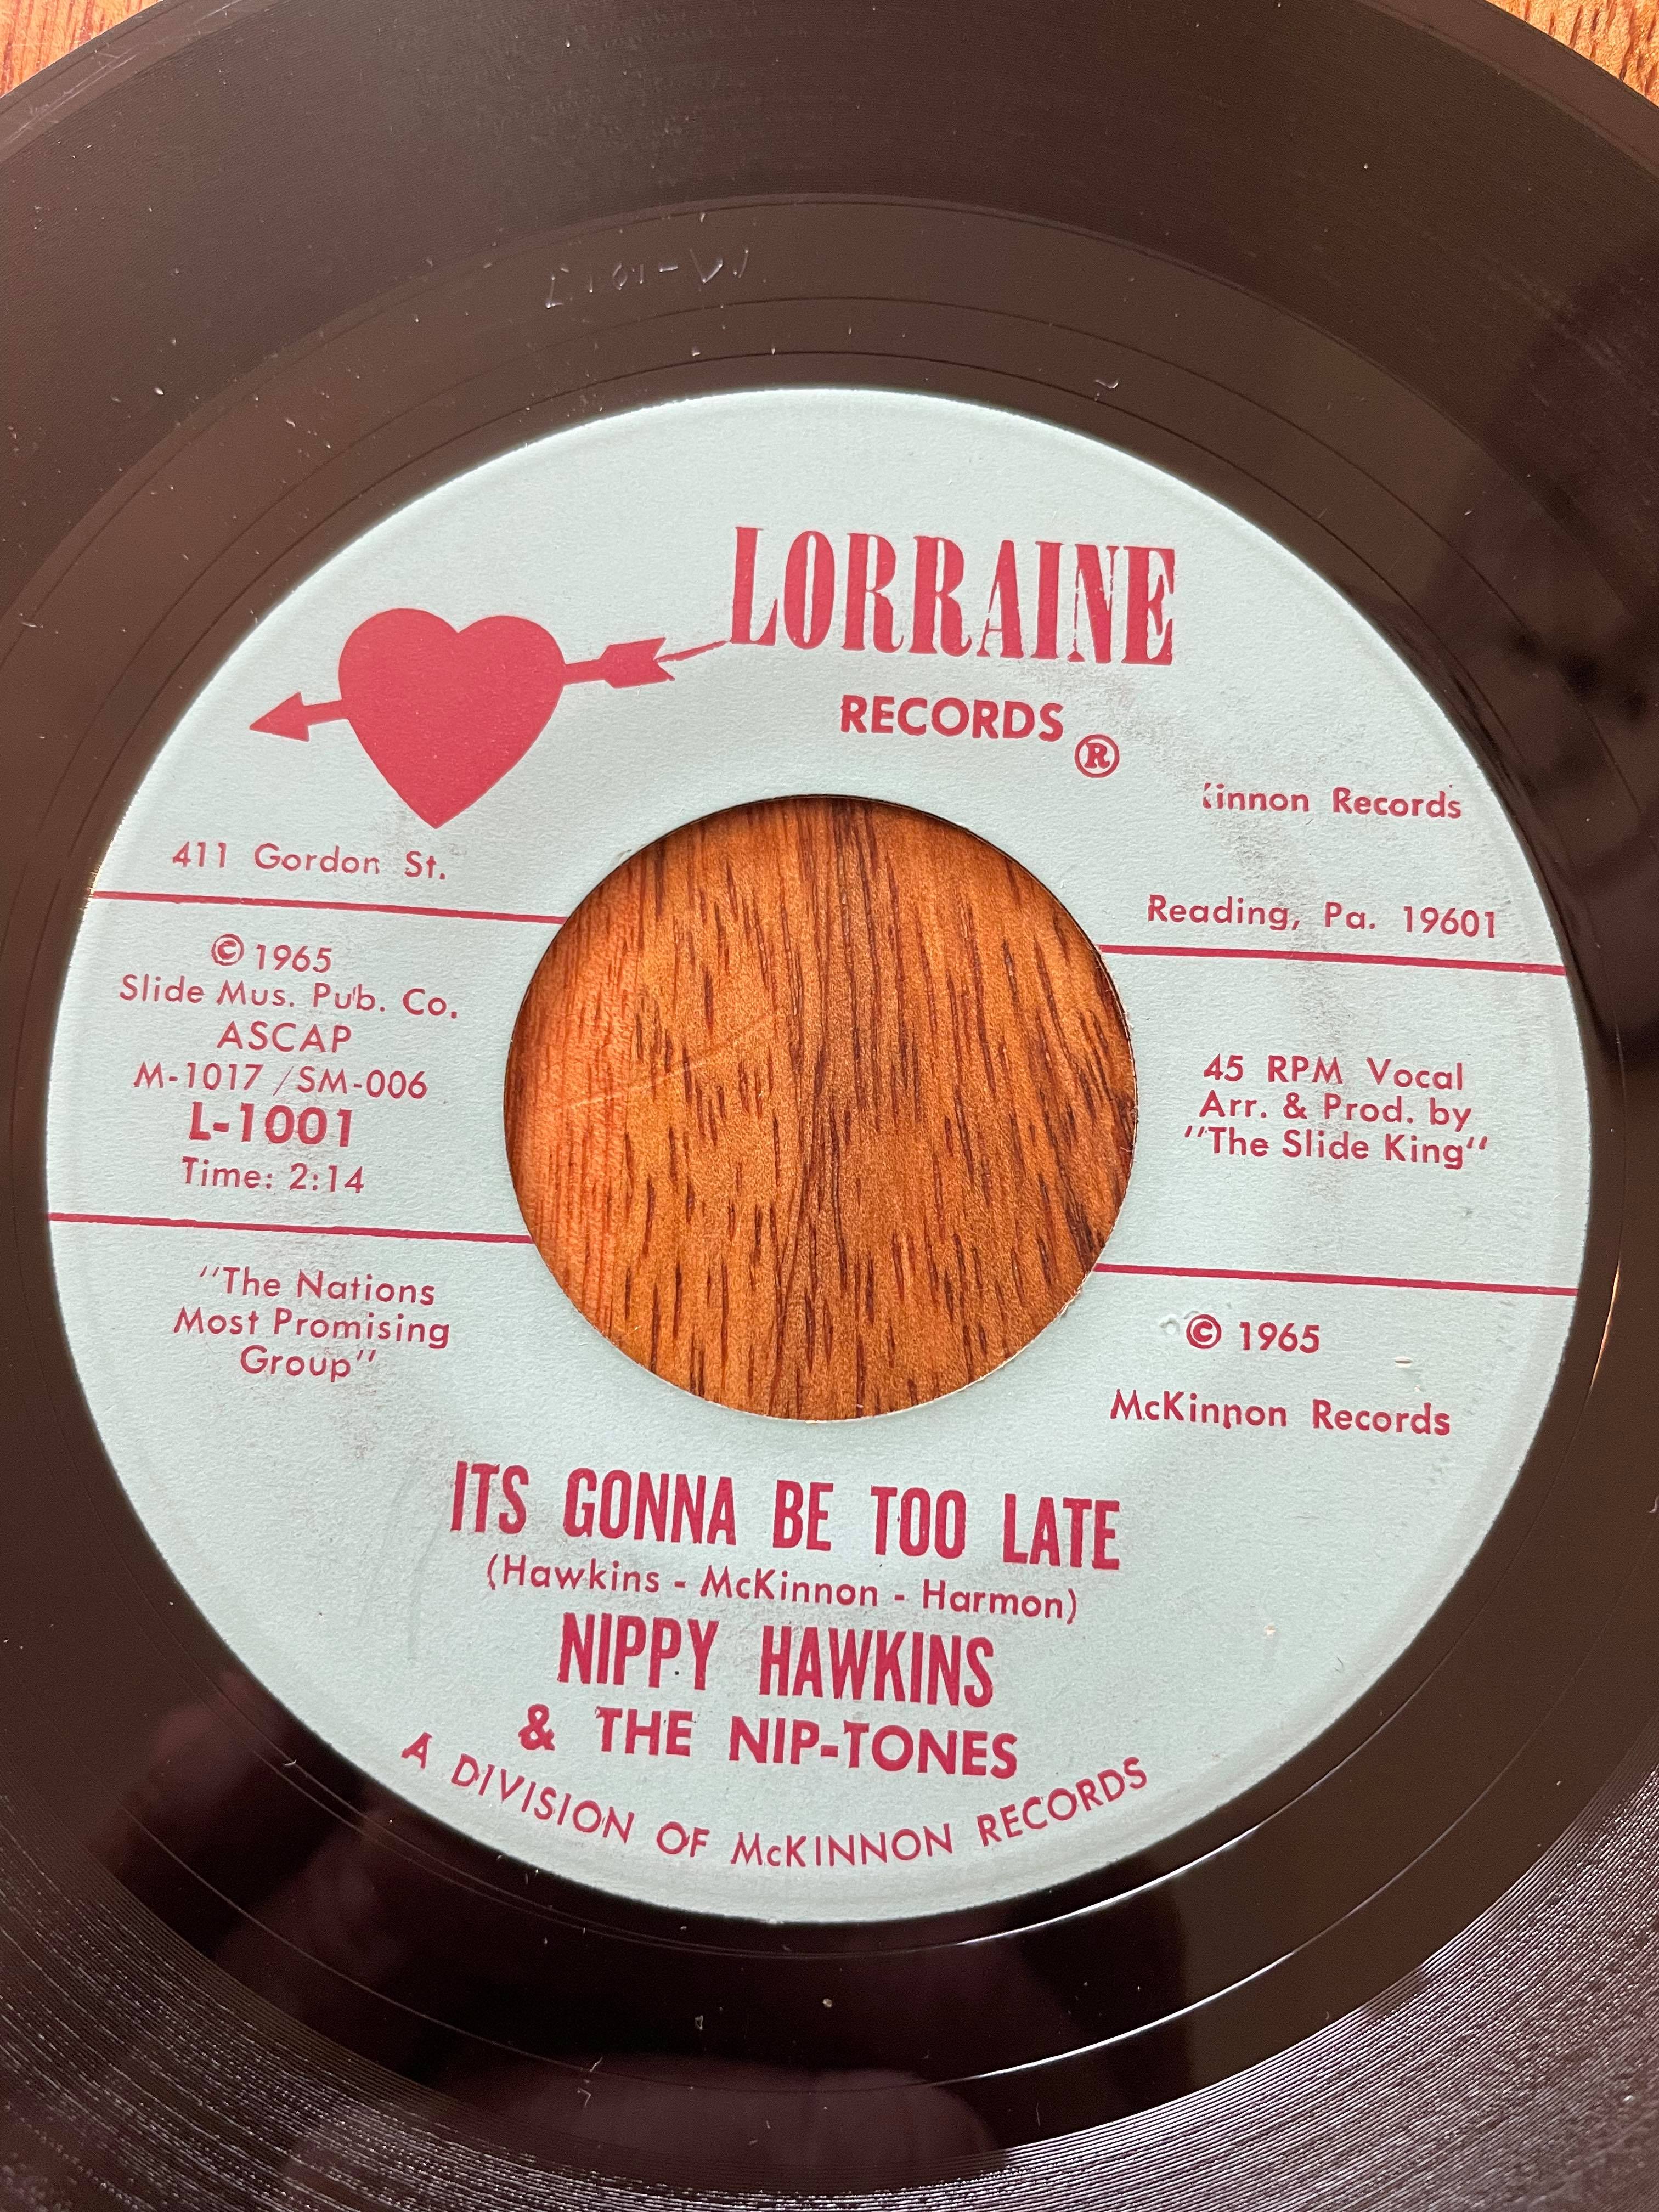 LORRAINE
RECORDS ®
innon Records
411 Gordon St.
Reading, Pa. 19601
© 1965
Slide Mus. Pub. Co.
ASCAP
M-1017 / SM-006
L-1001
Time: 2:14
45 RPM Vocal
Arr. & Prod. by
"The Slide King"
"The Nations
Most Promising
Group"
© 1965
McKinnon Records
ITS GONNA BE TOO LATE
(Hawkins - McKinnon - Harmon)
NIPPY HAWKINS
& THE NIP-TONES
A DIVISION OF McKINNON RECORDS